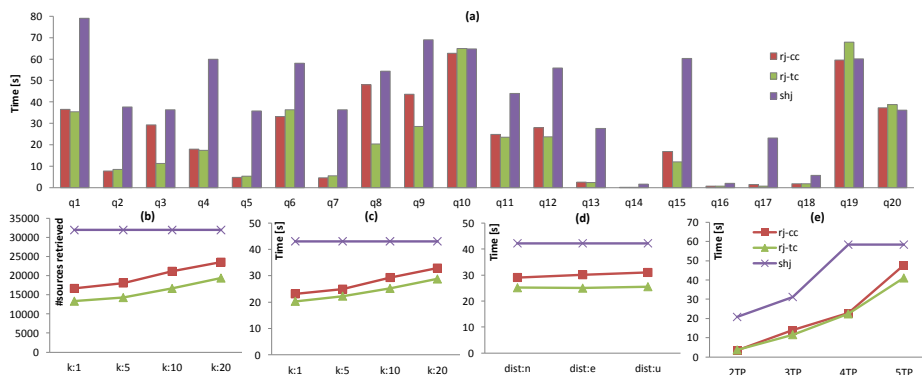 (a)
Time [s]
80
70
60
50
40
30
20
10
0
rj-cc
rj-tc
shj
q1 q2 q3 q4 q5 q6 q7 q8 q9 q10 q11 q12 q13 q14 q15 q16 q17 q18 q19 q20
(b)
#sources retrieved
35000
30000
25000
20000
15000
10000
5000
0
k:1 k:5 k:10 k:20
(c)
Time [s]
50
40
30
20
10
0
k:1 k:5 k:10 k:20
(d)
Time [s]
50
40
30
20
10
0
dist:n dist:e dist:u
(e)
Time [s]
70
60
50
40
30
20
10
0
rj-cc
rj-tc
shj
2TP 3TP 4TP 5TP